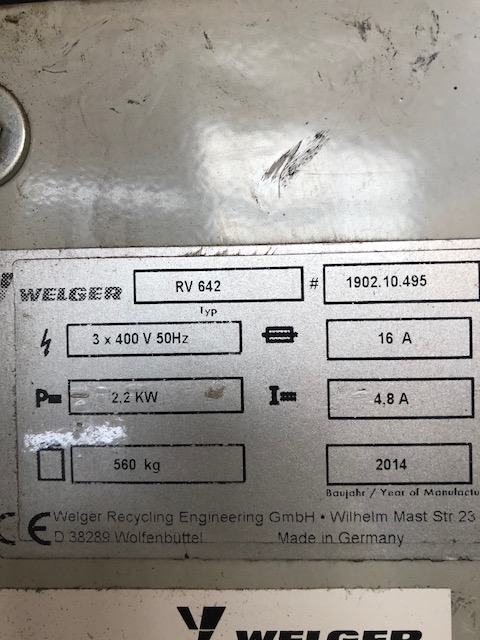 WELGER RV 642 # 1902.10.495
Typ
3 x 400 V 50Hz 16 A
P= 2,2 KW I= 4,8 A
560 kg 2014
Baujahr / Year of Manufactu
CE Welger Recycling Engineering GmbH • Wilhelm Mast Str 23
D 38289 Wolfenbüttel Made in Germany
WELGER